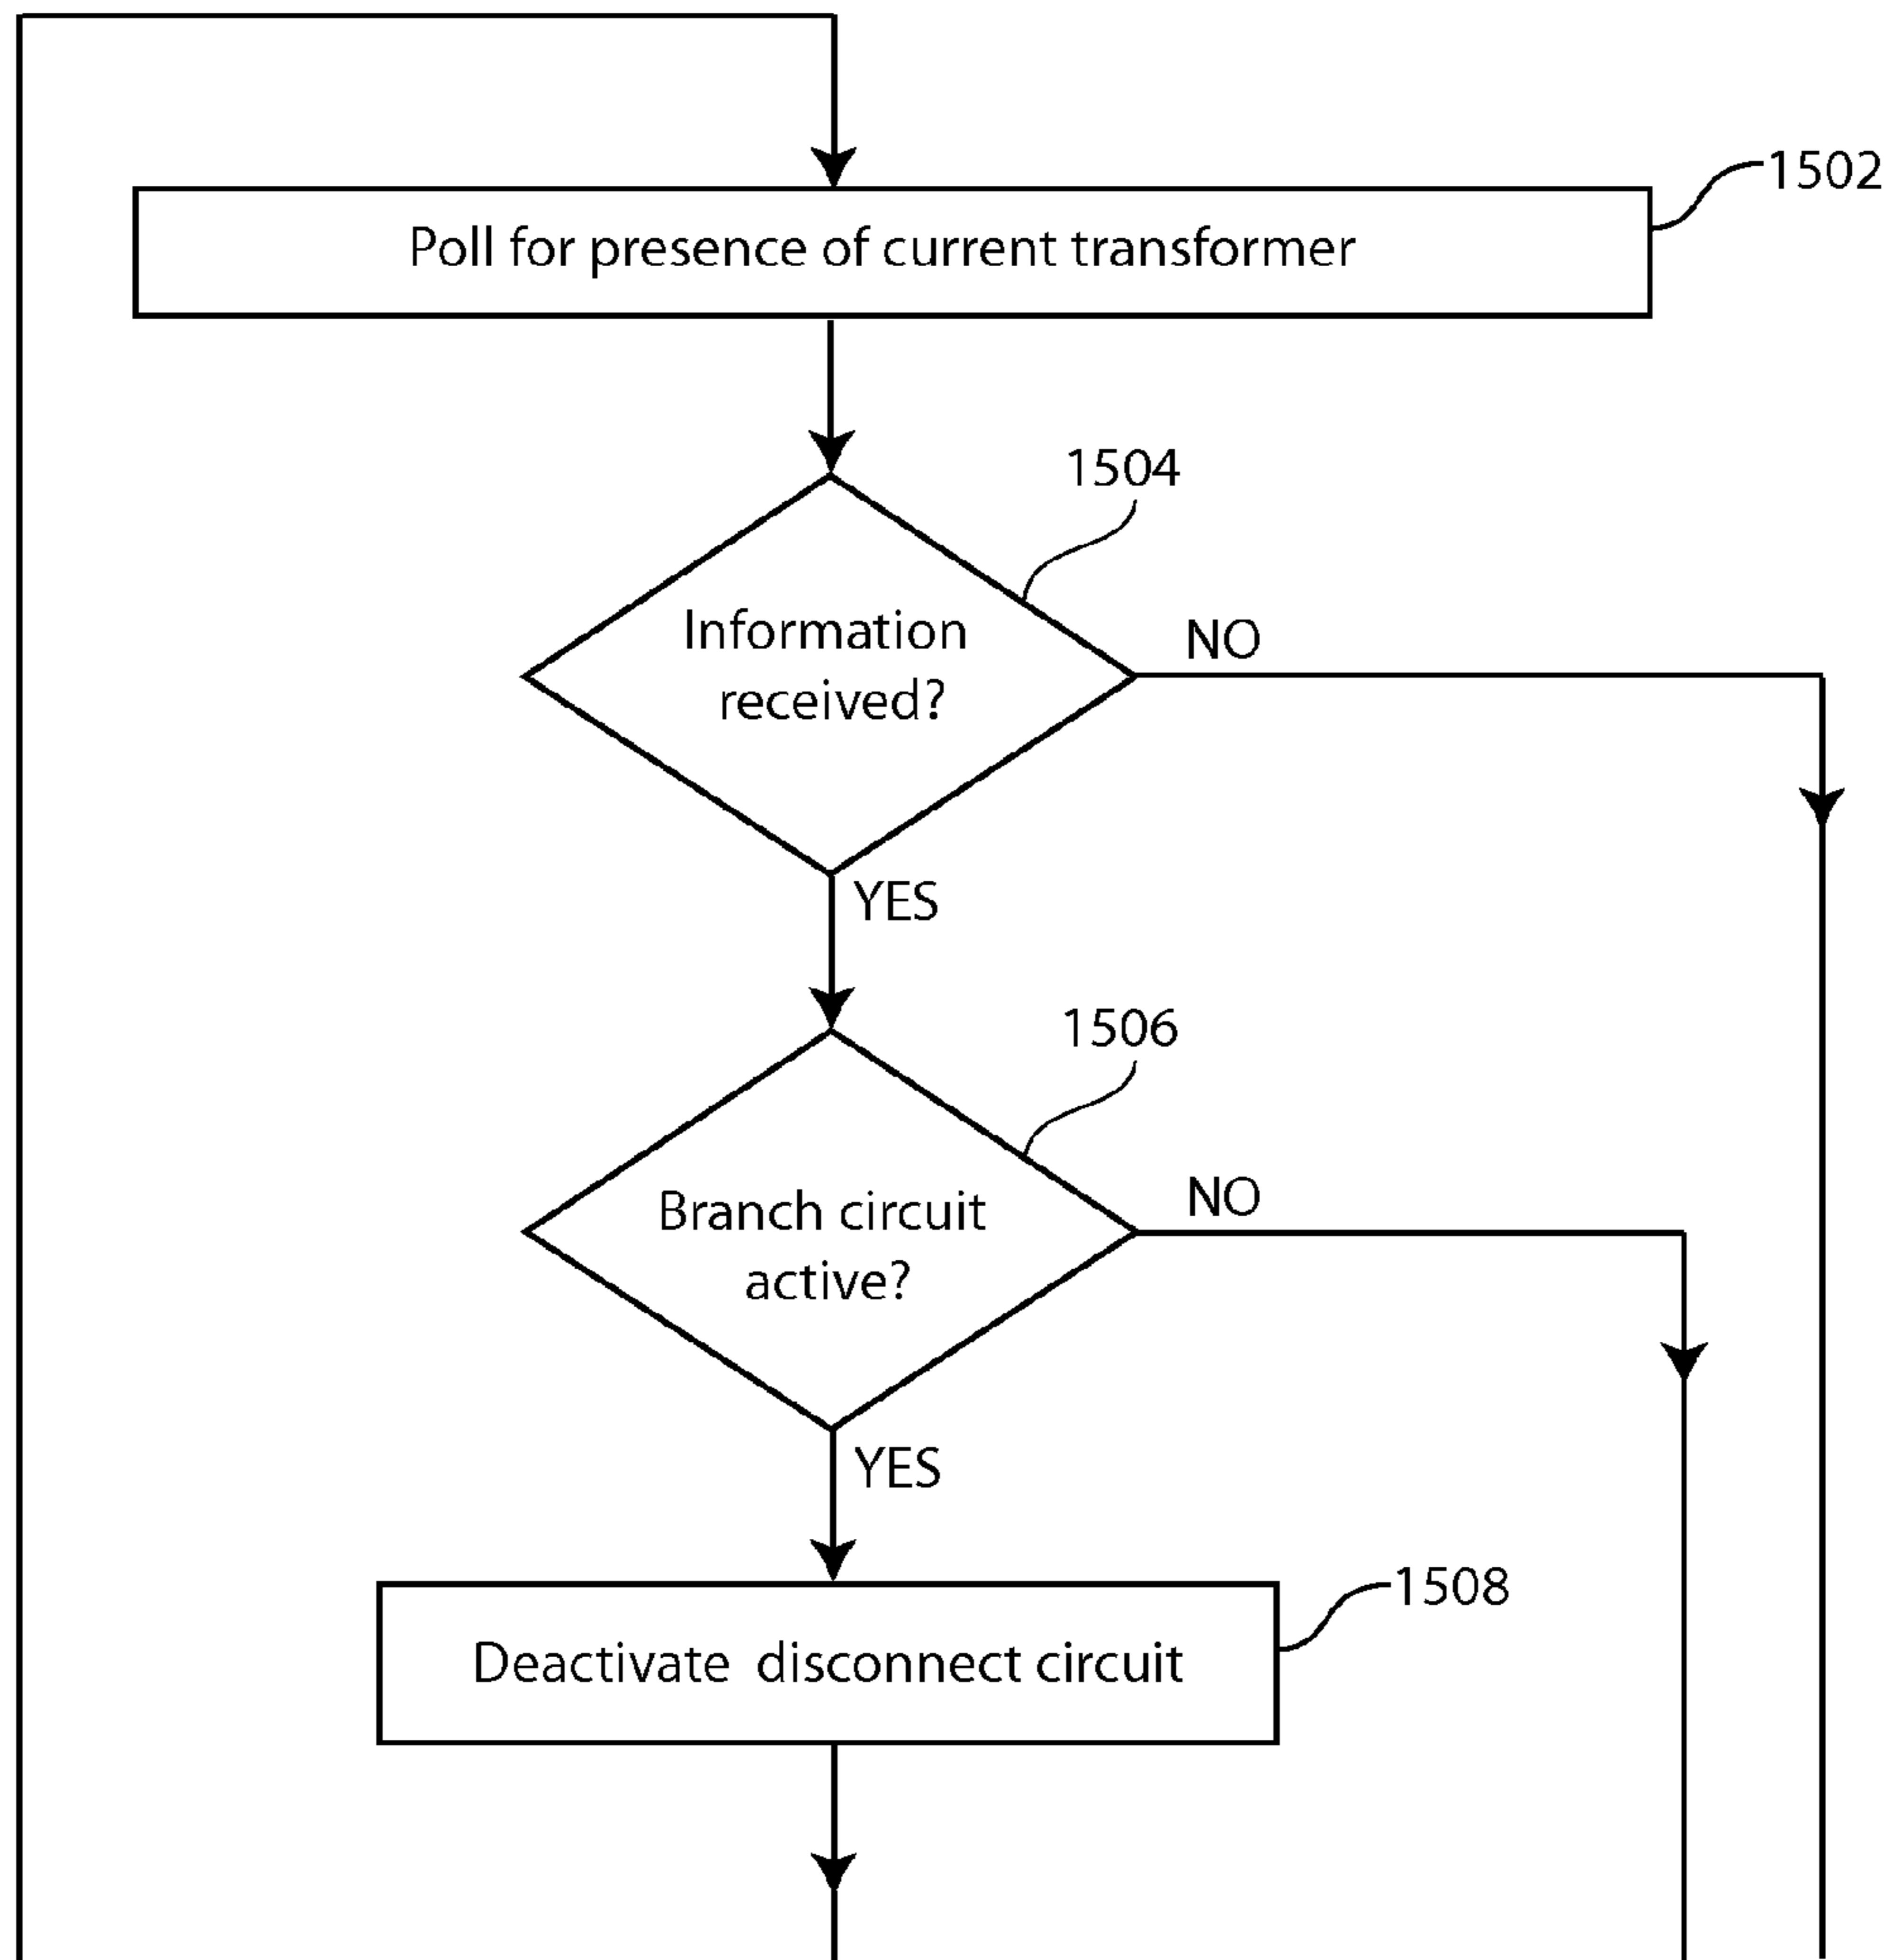 1502
Poll for presence of current transformer
1504
Information
received?
NO
YES
1506
Branch circuit
active?
NO
YES
1508
Deactivate disconnect circuit